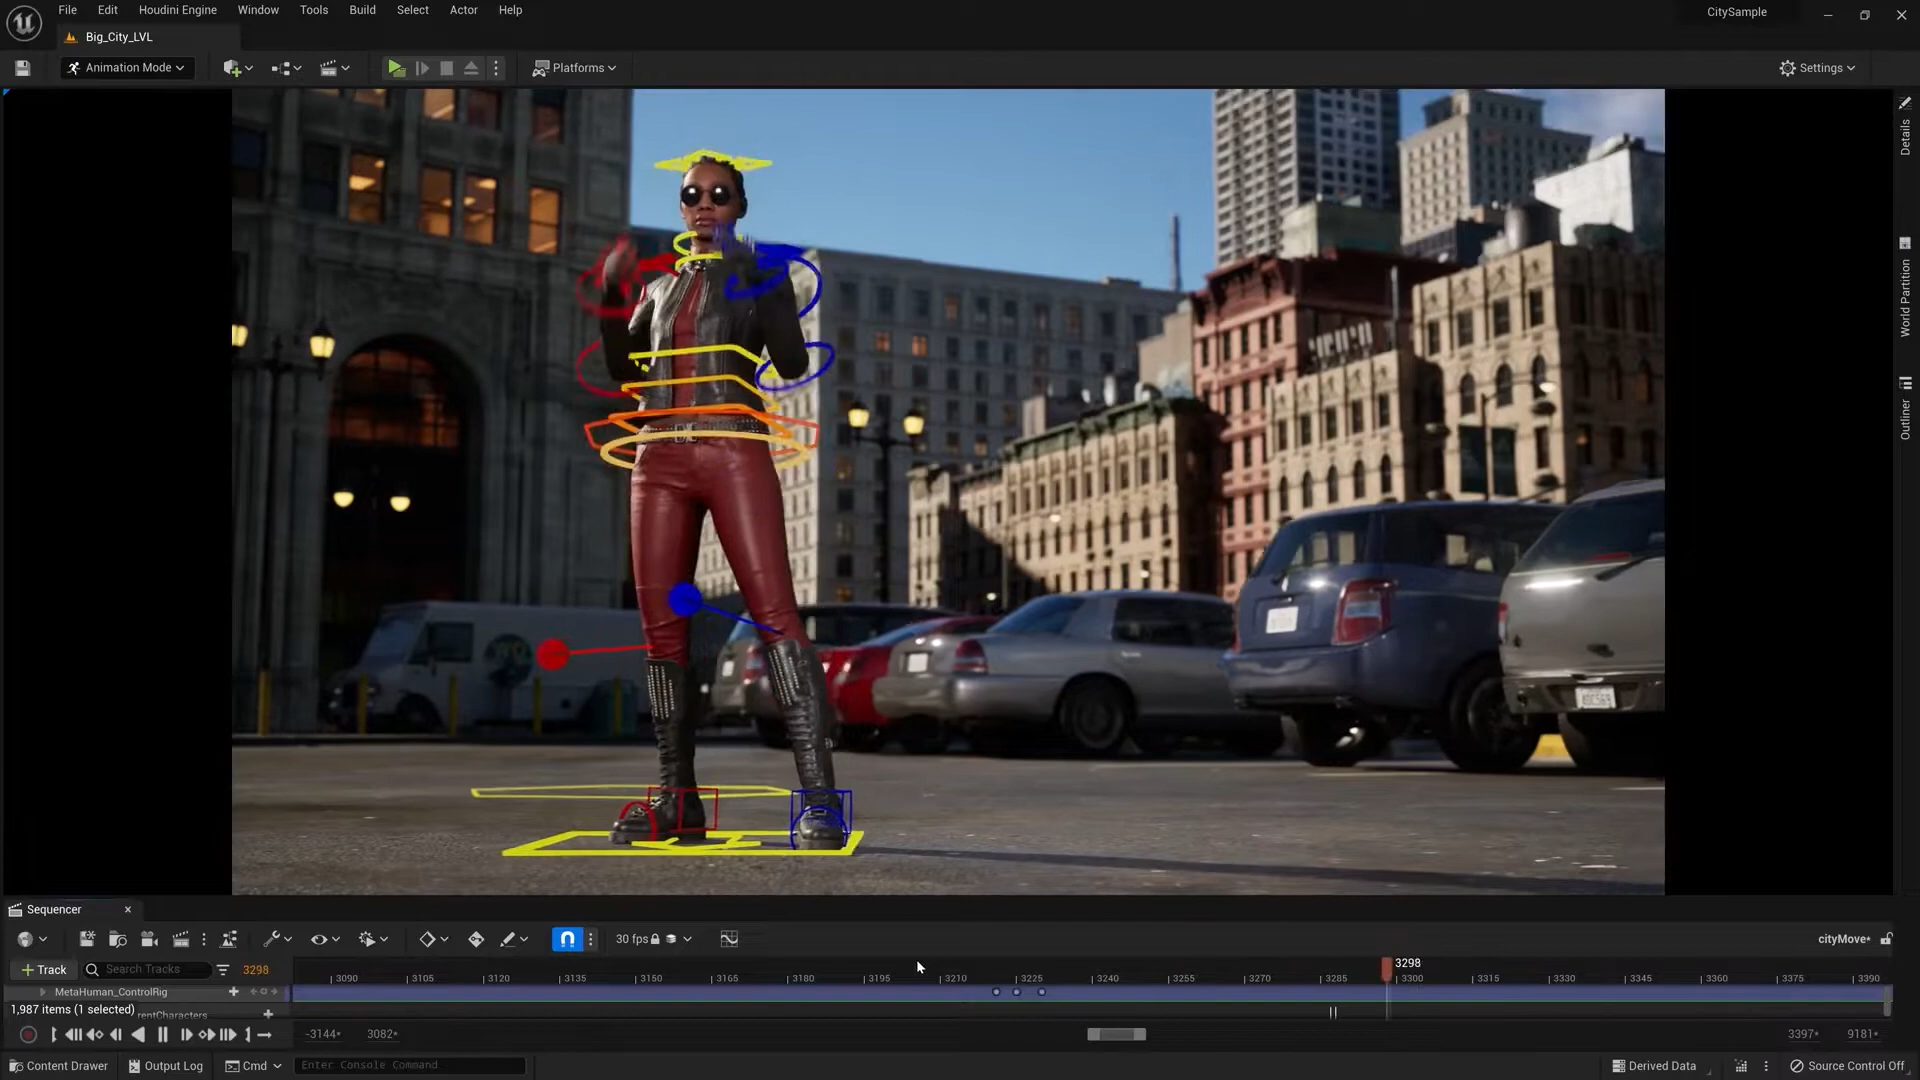 File Edit Houdini Engine Window Tools Build Select Actor Help
CitySample
Big_City_LVL
Animation Mode
Platforms
Settings
Details
World Partition
Outliner
Sequencer
30 fps
cityMove*
Track
Search Tracks
3298
3090 3105 3120 3135 3150 3165 3180 3195 3210 3225 3240 3255 3270 3285 3300 3315 3330 3345 3360 3375 3390
3298
MetaHuman_ControlRig
1,987 items (1 selected)
rentCharacters
-3144* 3082* 3397* 9181*
Content Drawer
Output Log
Cmd
Enter Console Command
Derived Data
Source Control Off